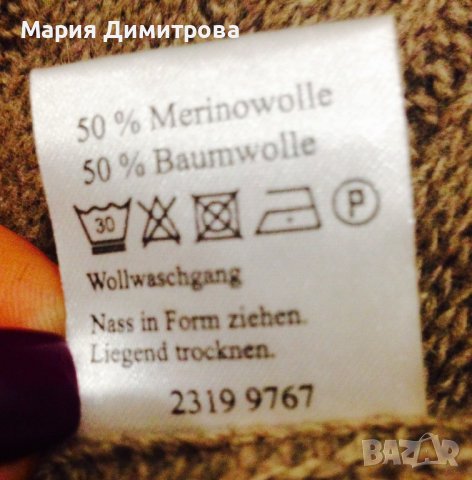 Мария Димитрова
50 % Merinowolle
50 % Baumwolle
30 P
Wollwaschgang
Nass in Form ziehen.
Liegend trocknen.
2319 9767
BAZAR